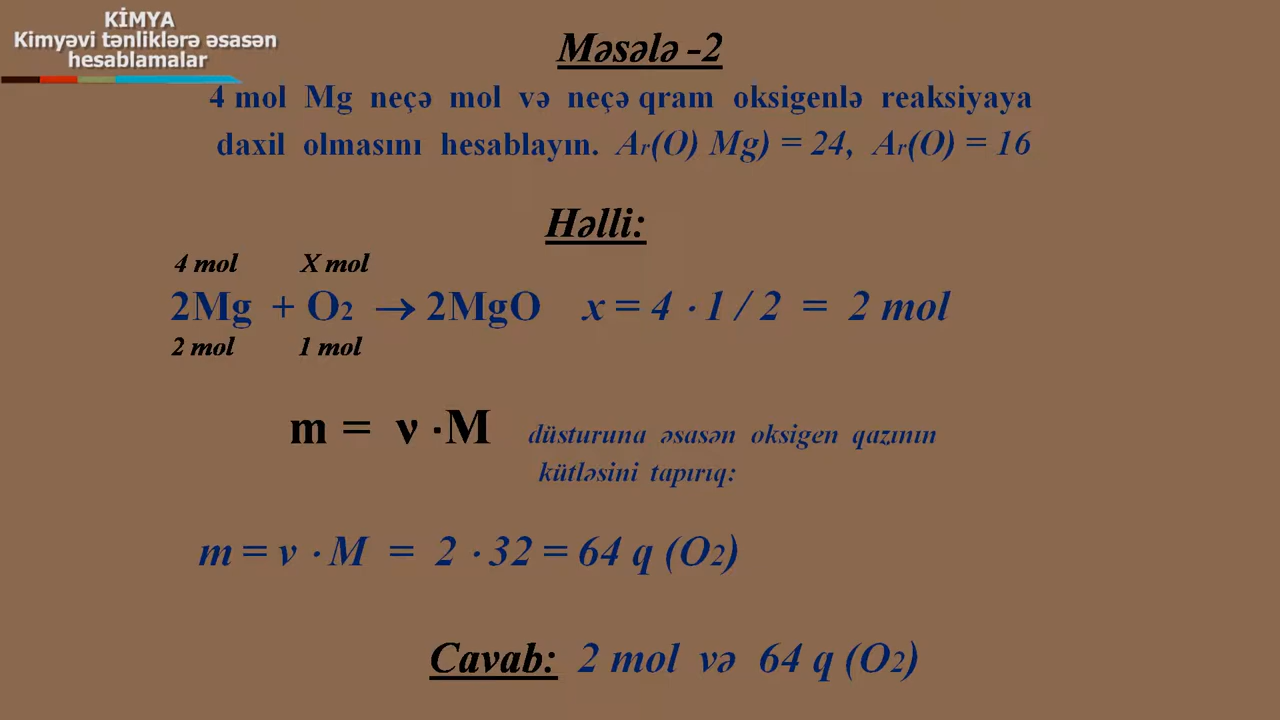 KİMYA
Kimyəvi tənliklərə əsasən
hesablamalar
Məsələ -2
4 mol Mg neçə mol və neçə qram oksigenlə reaksiyaya
daxil olmasını hesablayın. Ar(O) Mg) = 24, Ar(O) = 16
Həlli:
4 mol X mol
2Mg + O2 → 2MgO x = 4 · 1 / 2 = 2 mol
2 mol 1 mol
m = ν · M düsturuna əsasən oksigen qazının
kütləsini tapırıq:
m = ν · M = 2 · 32 = 64 q (O2)
Cavab: 2 mol və 64 q (O2)